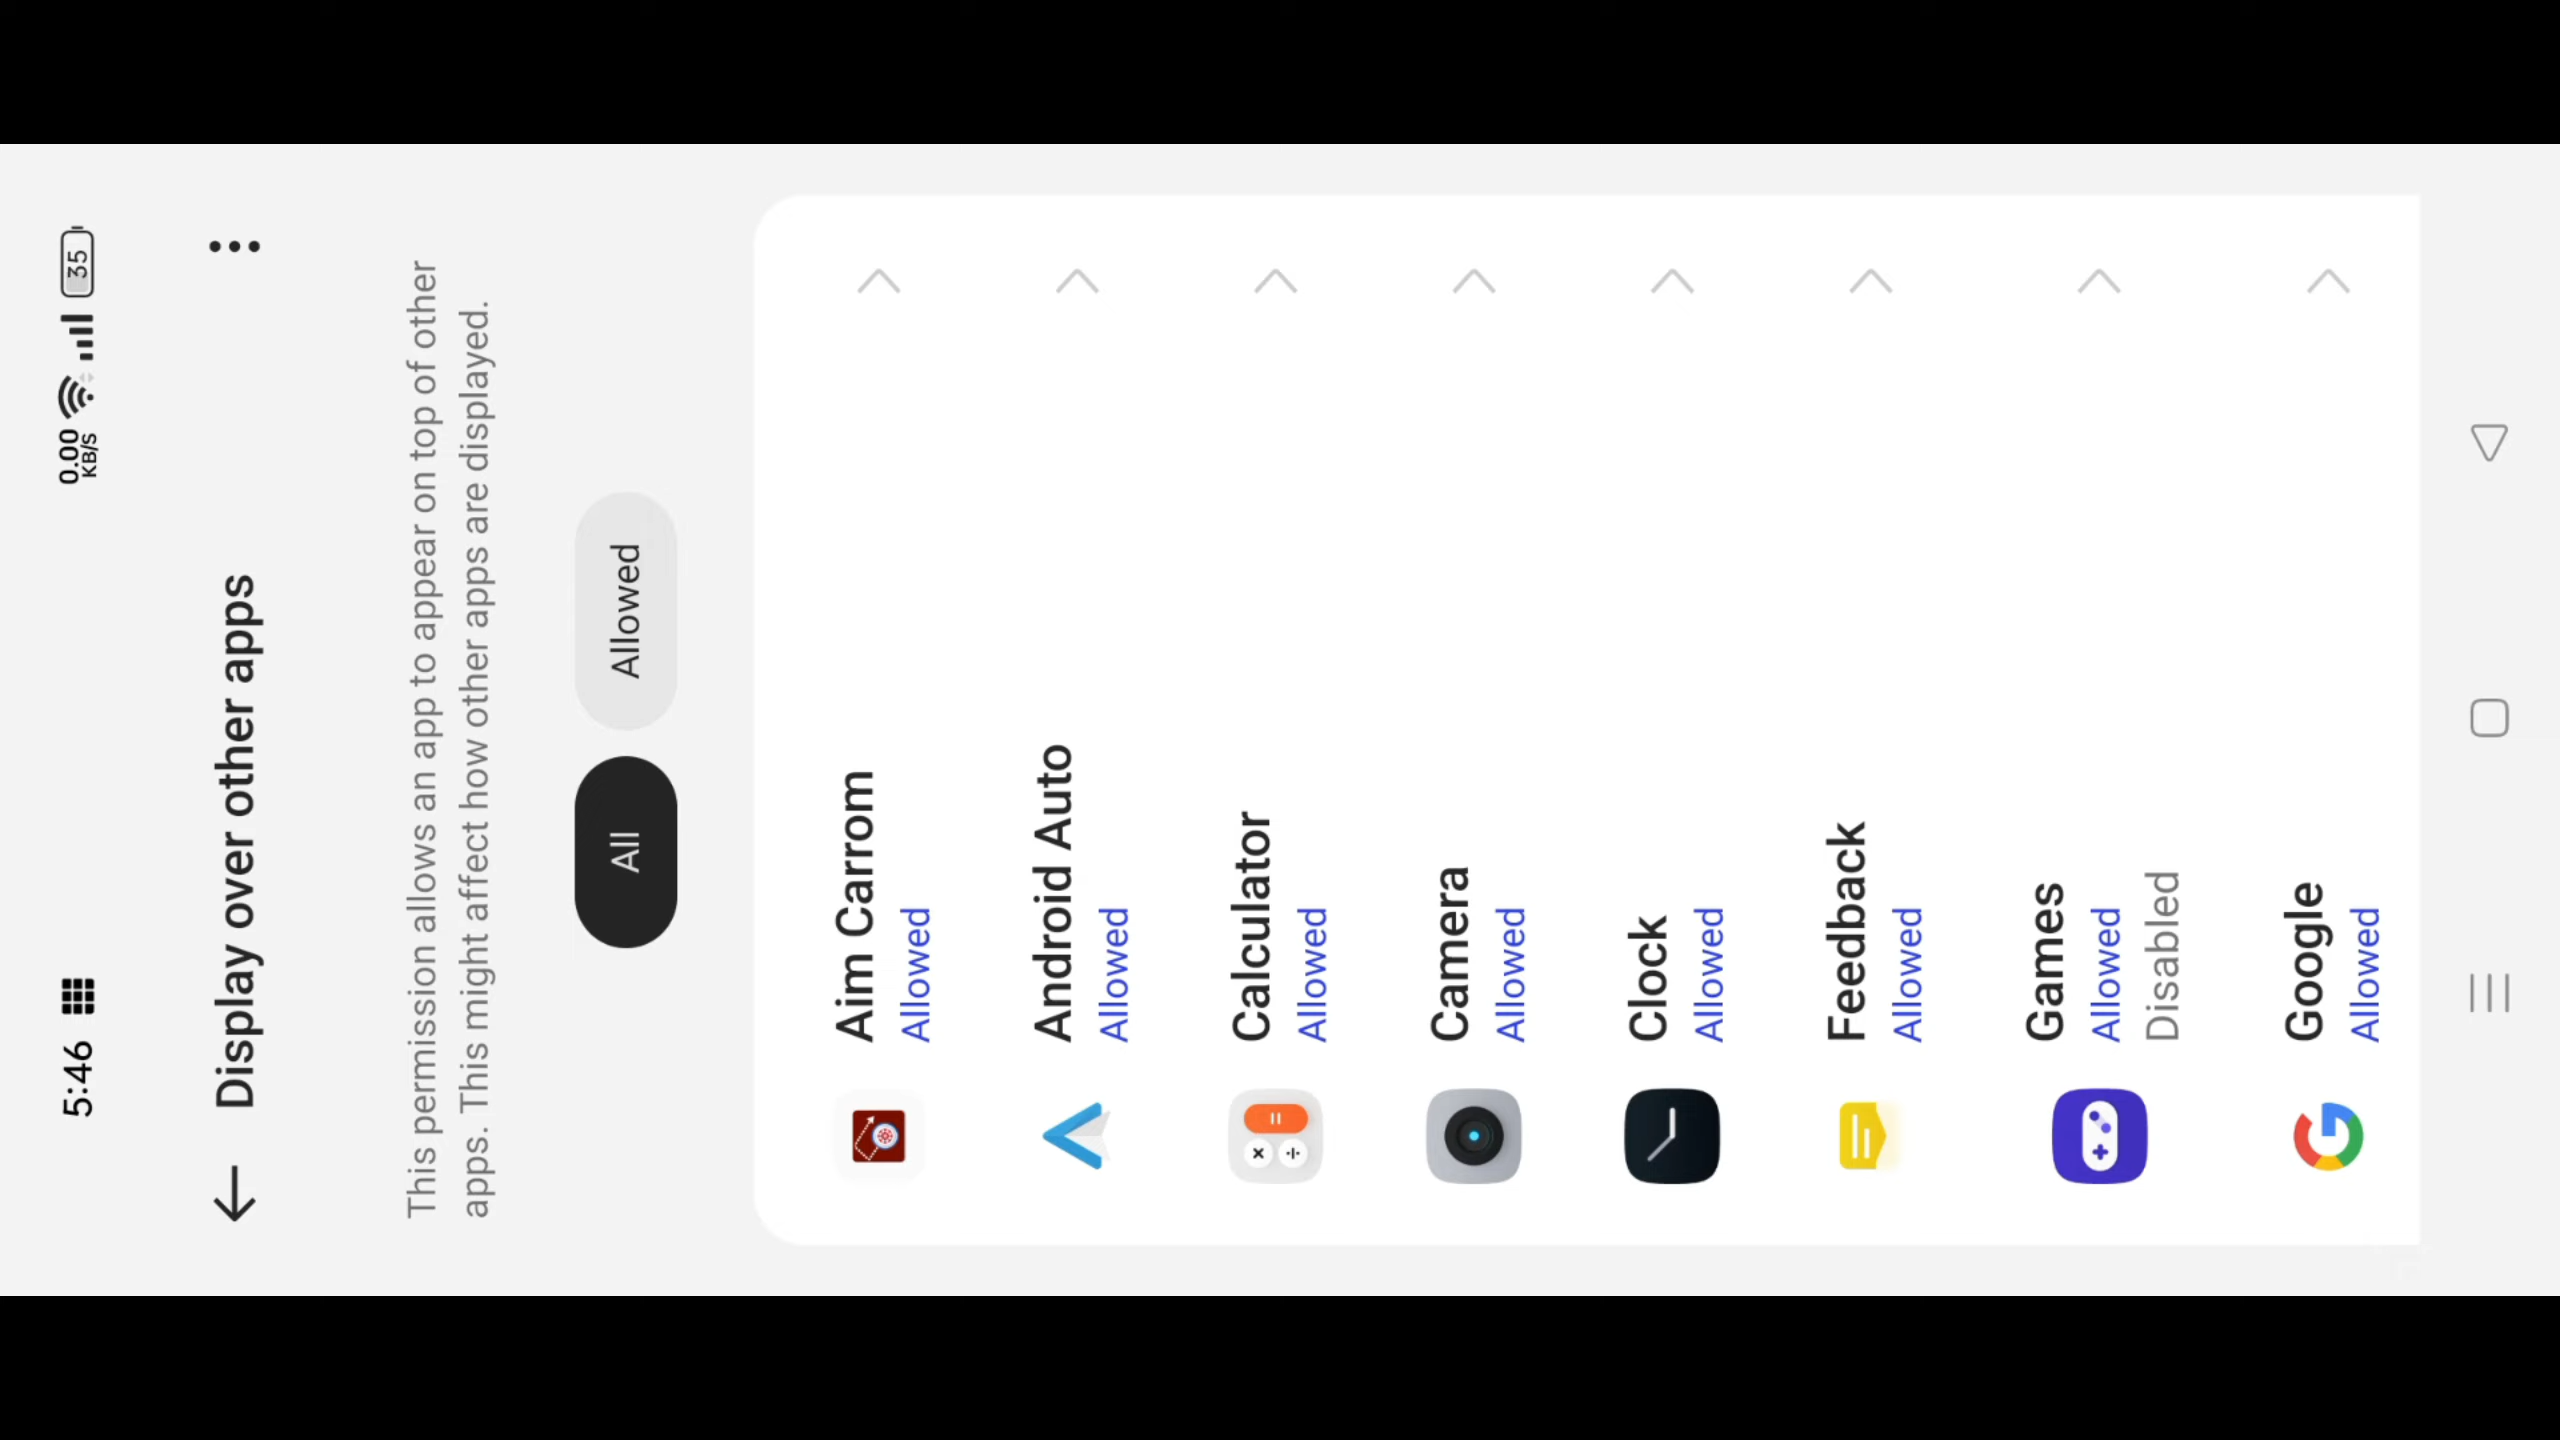 5:46
0.00
KB/s
35
Display over other apps
This permission allows an app to appear on top of other
apps. This might affect how other apps are displayed.
All
Allowed
Aim Carrom
Allowed
Android Auto
Allowed
Calculator
Allowed
Camera
Allowed
Clock
Allowed
Feedback
Allowed
Games
Allowed
Disabled
Google
Allowed